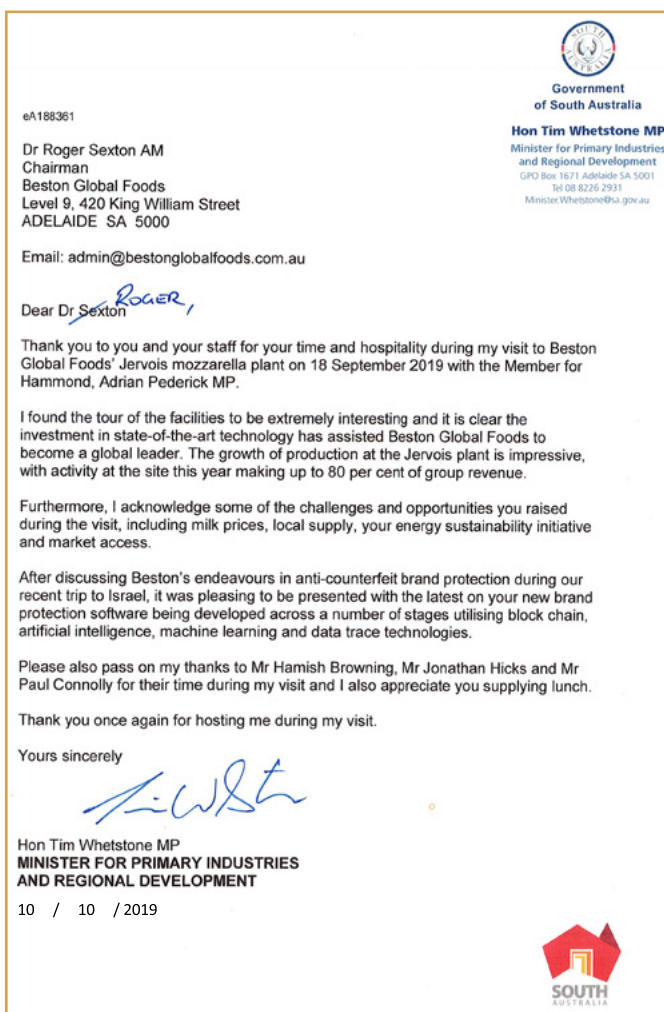 SOUTH
AUSTRALIA
Government
of South Australia
Hon Tim Whetstone MP
Minister for Primary Industries
and Regional Development
GPO Box 1671 Adelaide SA 5001
Tel 08 8226 2931
Minister.Whetstone@sa.gov.au
eA188361
Dr Roger Sexton AM
Chairman
Beston Global Foods
Level 9, 420 King William Street
ADELAIDE SA 5000
Email: admin@bestonglobalfoods.com.au
Dear Dr Sexton ROGER,
Thank you to you and your staff for your time and hospitality during my visit to Beston
Global Foods' Jervois mozzarella plant on 18 September 2019 with the Member for
Hammond, Adrian Pederick MP.
I found the tour of the facilities to be extremely interesting and it is clear the
investment in state-of-the-art technology has assisted Beston Global Foods to
become a global leader. The growth of production at the Jervois plant is impressive,
with activity at the site this year making up to 80 per cent of group revenue.
Furthermore, I acknowledge some of the challenges and opportunities you raised
during the visit, including milk prices, local supply, your energy sustainability initiative
and market access.
After discussing Beston's endeavours in anti-counterfeit brand protection during our
recent trip to Israel, it was pleasing to be presented with the latest on your new brand
protection software being developed across a number of stages utilising block chain,
artificial intelligence, machine learning and data trace technologies.
Please also pass on my thanks to Mr Hamish Browning, Mr Jonathan Hicks and Mr
Paul Connolly for their time during my visit and I also appreciate you supplying lunch.
Thank you once again for hosting me during my visit.
Yours sincerely
Hon Tim Whetstone MP
MINISTER FOR PRIMARY INDUSTRIES
AND REGIONAL DEVELOPMENT
10 / 10 / 2019
SOUTH
AUSTRALIA